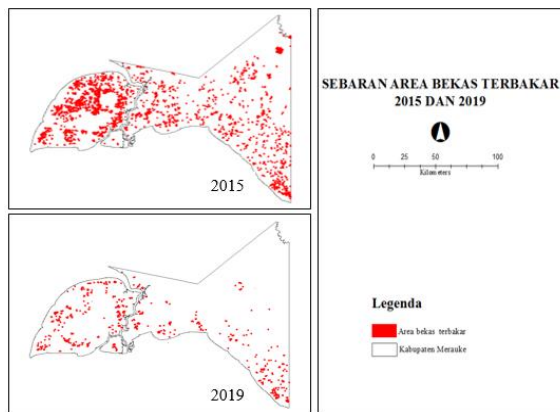 2015
2019
SEBARAN AREA BEKAS TERBAKAR
2015 DAN 2019
0 25 50 100
Kilometers
Legenda
Area bekas terbakar
Kabupaten Merauke